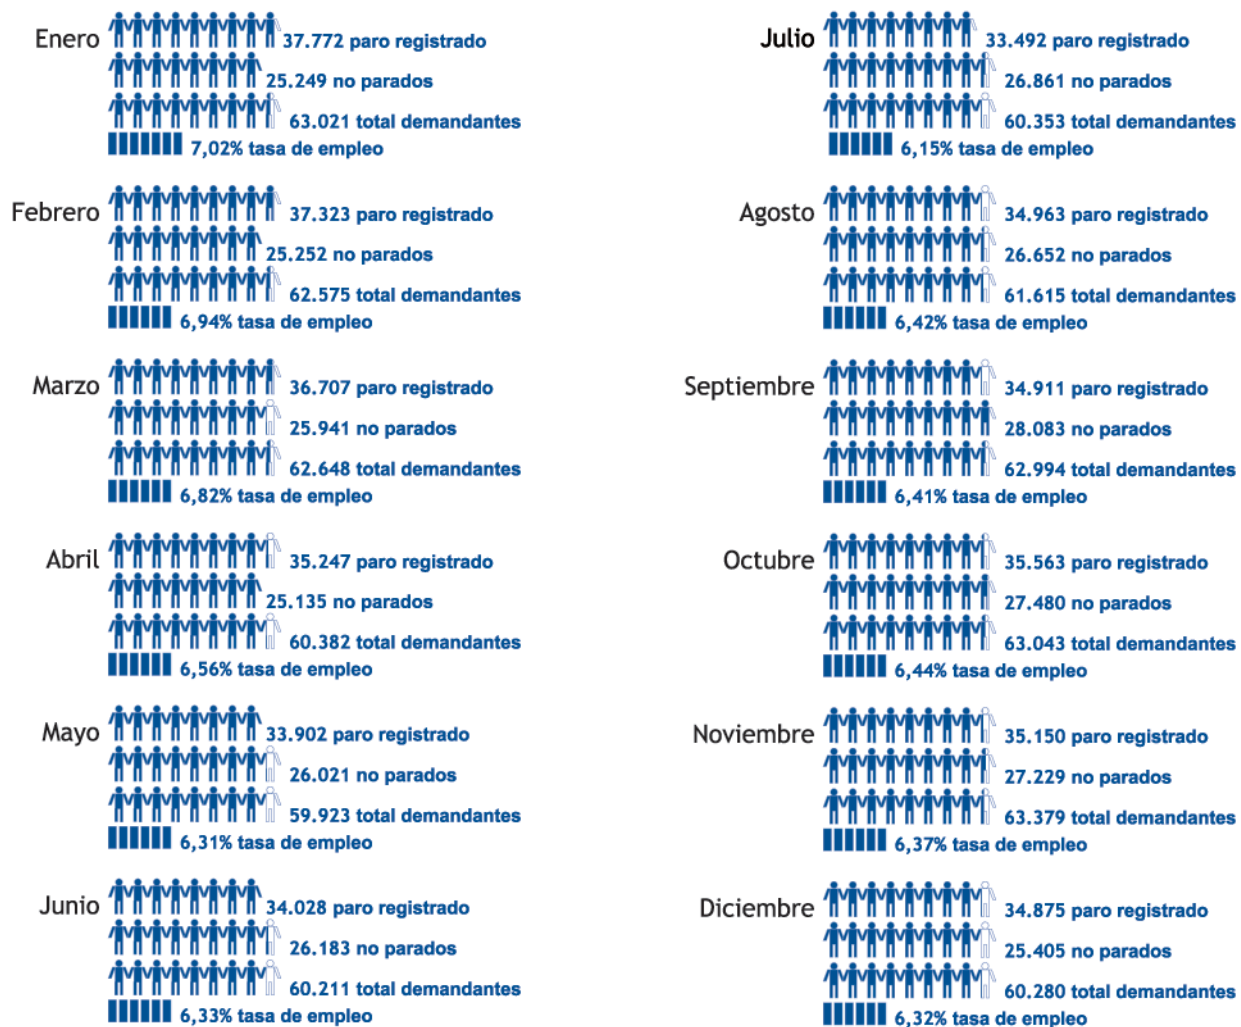 Enero
37.772 paro registrado
25.249 no parados
63.021 total demandantes
7,02% tasa de empleo
Febrero
37.323 paro registrado
25.252 no parados
62.575 total demandantes
6,94% tasa de empleo
Marzo
36.707 paro registrado
25.941 no parados
62.648 total demandantes
6,82% tasa de empleo
Abril
35.247 paro registrado
25.135 no parados
60.382 total demandantes
6,56% tasa de empleo
Mayo
33.902 paro registrado
26.021 no parados
59.923 total demandantes
6,31% tasa de empleo
Junio
34.028 paro registrado
26.183 no parados
60.211 total demandantes
6,33% tasa de empleo
Julio
33.492 paro registrado
26.861 no parados
60.353 total demandantes
6,15% tasa de empleo
Agosto
34.963 paro registrado
26.652 no parados
61.615 total demandantes
6,42% tasa de empleo
Septiembre
34.911 paro registrado
28.083 no parados
62.994 total demandantes
6,41% tasa de empleo
Octubre
35.563 paro registrado
27.480 no parados
63.043 total demandantes
6,44% tasa de empleo
Noviembre
35.150 paro registrado
27.229 no parados
63.379 total demandantes
6,37% tasa de empleo
Diciembre
34.875 paro registrado
25.405 no parados
60.280 total demandantes
6,32% tasa de empleo